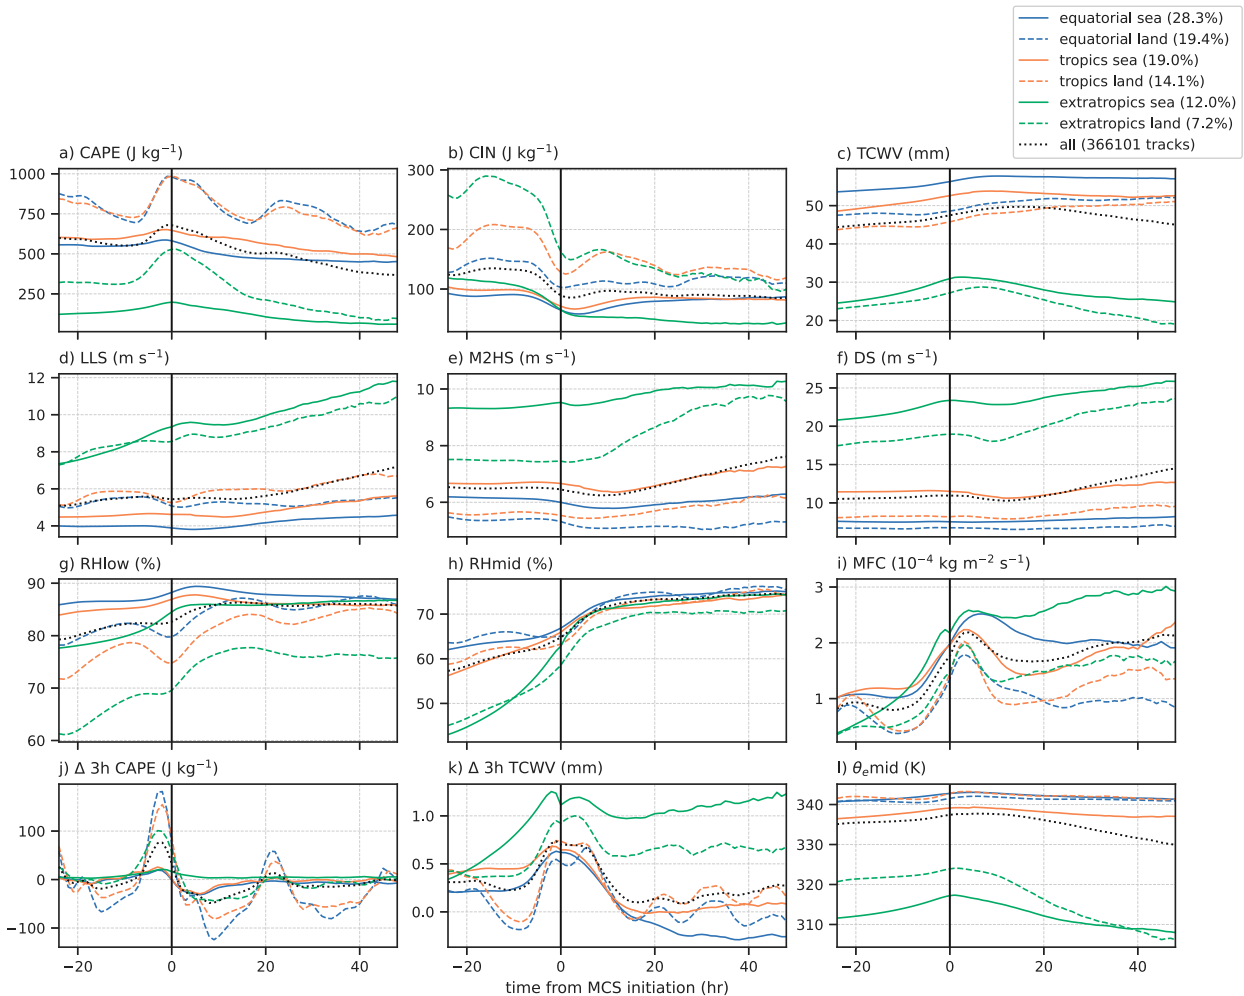 equatorial sea (28.3%)
equatorial land (19.4%)
tropics sea (19.0%)
tropics land (14.1%)
extratropics sea (12.0%)
extratropics land (7.2%)
all (366101 tracks)
a) CAPE (J kg⁻¹)
b) CIN (J kg⁻¹)
c) TCWV (mm)
1000
750
500
250
300
200
100
50
40
30
20
d) LLS (m s⁻¹)
e) M2HS (m s⁻¹)
f) DS (m s⁻¹)
12
10
8
6
4
10
8
6
25
20
15
10
g) RHlow (%)
h) RHmid (%)
i) MFC (10⁻⁴ kg m⁻² s⁻¹)
90
80
70
60
70
60
50
3
2
1
j) Δ 3h CAPE (J kg⁻¹)
k) Δ 3h TCWV (mm)
l) θₑmid (K)
100
0
−100
1.0
0.5
0.0
340
330
320
310
−20 0 20 40
−20 0 20 40
−20 0 20 40
time from MCS initiation (hr)